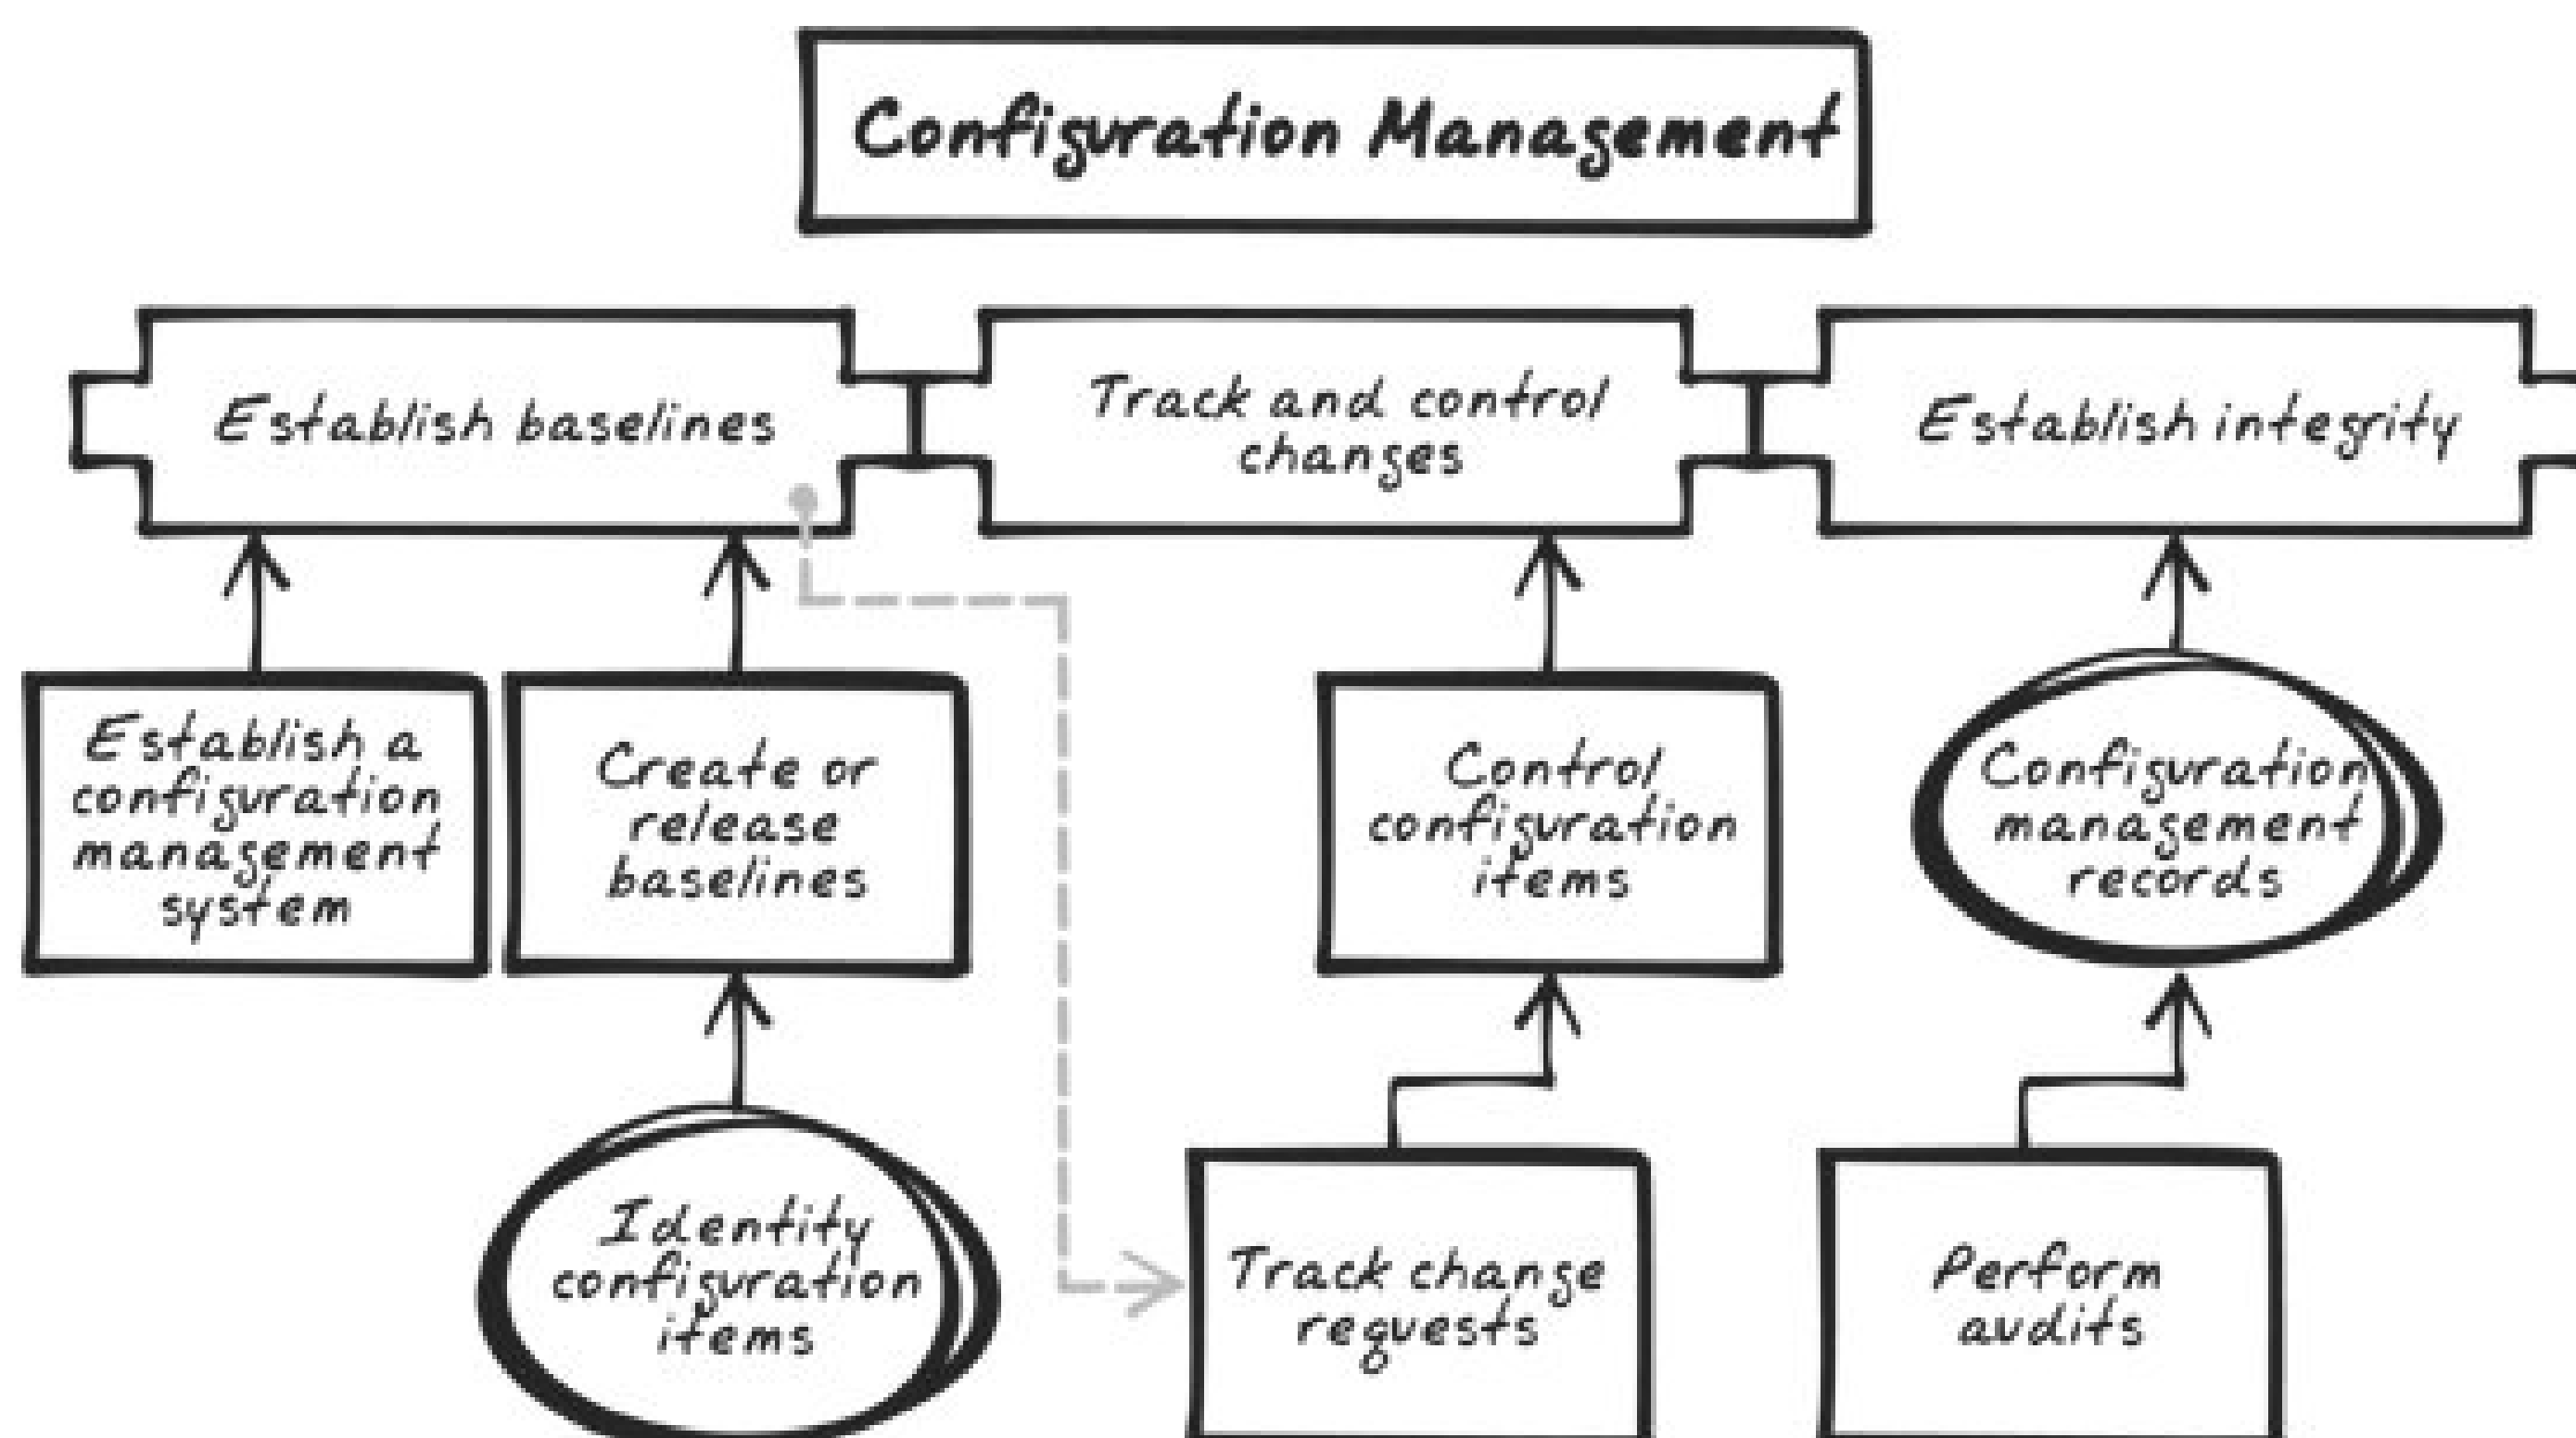 Configuration Management
Establish baselines
Track and control
changes
Establish integrity
Establish a
configuration
management
system
Create or
release
baselines
Control
configuration
items
Configuration
management
records
Identity
configuration
items
Track change
requests
Perform
audits